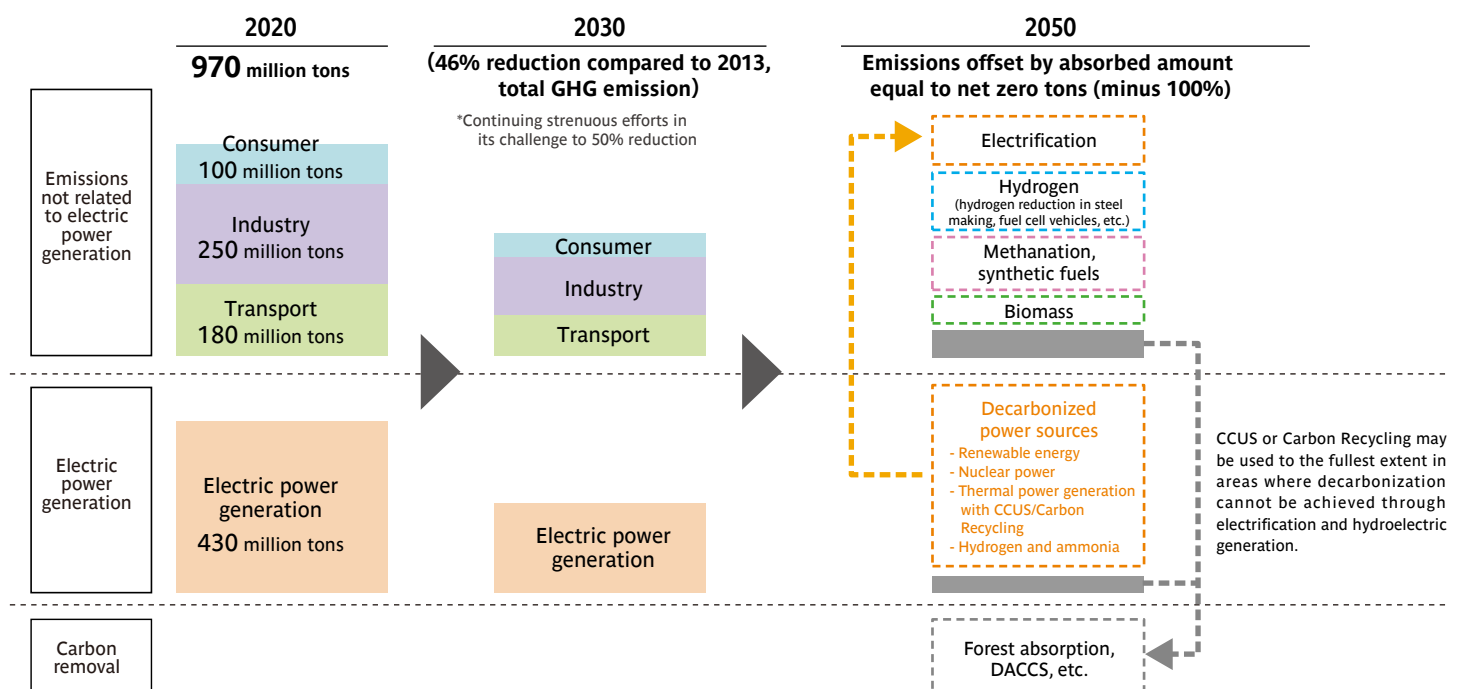 2020
970 million tons
2030
(46% reduction compared to 2013,
total GHG emission)
*Continuing strenuous efforts in
its challenge to 50% reduction
2050
Emissions offset by absorbed amount
equal to net zero tons (minus 100%)
Emissions
not related
to electric
power
generation
Consumer
100 million tons
Industry
250 million tons
Transport
180 million tons
Consumer
Industry
Transport
Electrification
Hydrogen
(hydrogen reduction in steel
making, fuel cell vehicles, etc.)
Methanation,
synthetic fuels
Biomass
Electric
power
generation
Electric power
generation
430 million tons
Electric power
generation
Decarbonized
power sources
- Renewable energy
- Nuclear power
- Thermal power generation
with CCUS/Carbon
Recycling
- Hydrogen and ammonia
CCUS or Carbon Recycling may
be used to the fullest extent in
areas where decarbonization
cannot be achieved through
electrification and hydroelectric
generation.
Carbon
removal
Forest absorption,
DACCS, etc.